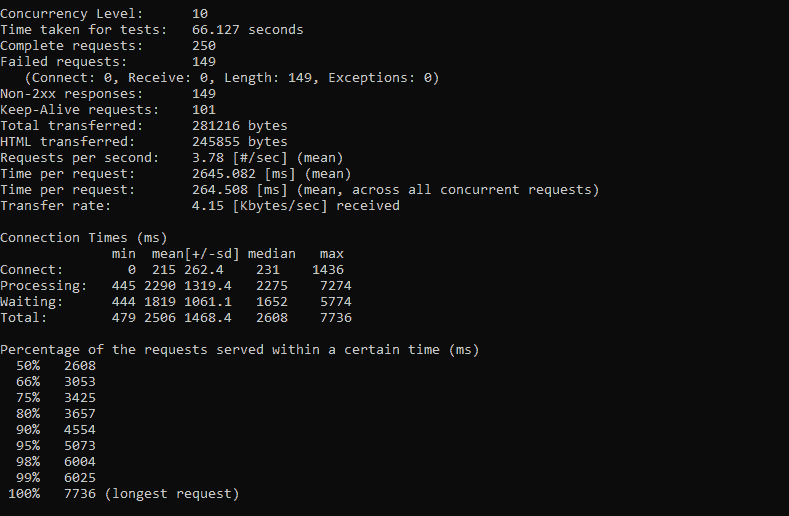 Concurrency Level:      10
Time taken for tests:   66.127 seconds
Complete requests:      250
Failed requests:        149
   (Connect: 0, Receive: 0, Length: 149, Exceptions: 0)
Non-2xx responses:      149
Keep-Alive requests:    101
Total transferred:      281216 bytes
HTML transferred:       245855 bytes
Requests per second:    3.78 [#/sec] (mean)
Time per request:       2645.082 [ms] (mean)
Time per request:       264.508 [ms] (mean, across all concurrent requests)
Transfer rate:          4.15 [Kbytes/sec] received

Connection Times (ms)
              min  mean[+/-sd] median   max
Connect:        0  215 262.4    231    1436
Processing:   445 2290 1319.4   2275    7274
Waiting:      444 1819 1061.1   1652    5774
Total:        479 2506 1468.4   2608    7736

Percentage of the requests served within a certain time (ms)
  50%   2608
  66%   3053
  75%   3425
  80%   3657
  90%   4554
  95%   5073
  98%   6004
  99%   6025
 100%   7736 (longest request)